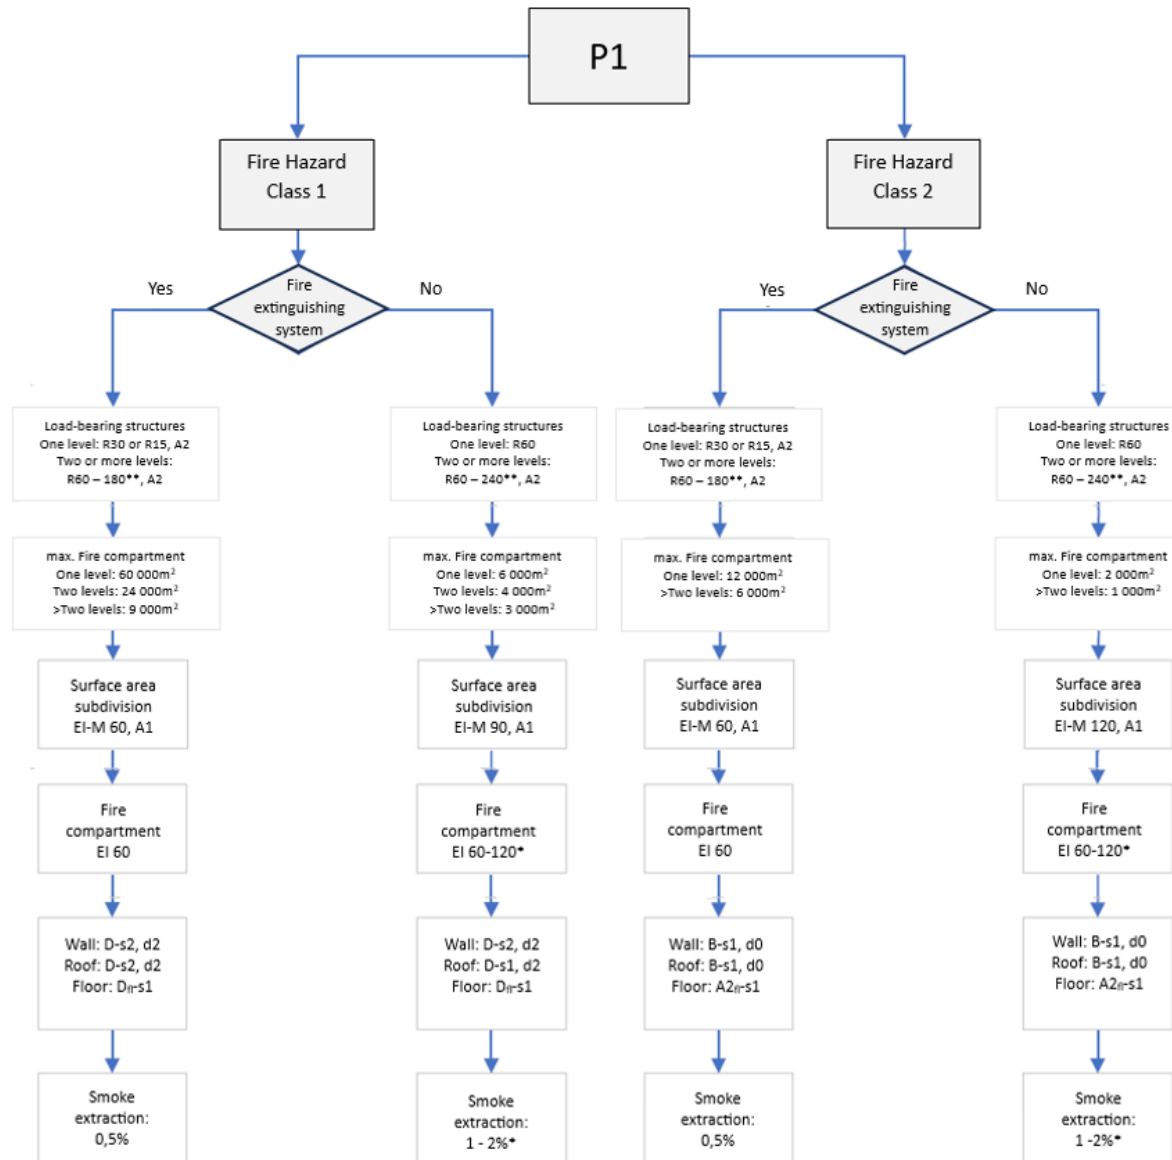 P1
Fire Hazard
Class 1
Fire Hazard
Class 2
Yes
Fire
extinguishing
system
No
Yes
Fire
extinguishing
system
No
Load-bearing structures
One level: R30 or R15, A2
Two or more levels:
R60 – 180**, A2
Load-bearing structures
One level: R60
Two or more levels:
R60 – 240**, A2
Load-bearing structures
One level: R30 or R15, A2
Two or more levels:
R60 – 180**, A2
Load-bearing structures
One level: R60
Two or more levels:
R60 – 240**, A2
max. Fire compartment
One level: 60 000m²
Two levels: 24 000m²
>Two levels: 9 000m²
max. Fire compartment
One level: 6 000m²
Two levels: 4 000m²
>Two levels: 3 000m²
max. Fire compartment
One level: 12 000m²
>Two levels: 6 000m²
max. Fire compartment
One level: 2 000m²
>Two levels: 1 000m²
Surface area
subdivision
EI-M 60, A1
Surface area
subdivision
EI-M 90, A1
Surface area
subdivision
EI-M 60, A1
Surface area
subdivision
EI-M 120, A1
Fire
compartment
EI 60
Fire
compartment
EI 60-120*
Fire
compartment
EI 60
Fire
compartment
EI 60-120*
Wall: D-s2, d2
Roof: D-s2, d2
Floor: Dfl-s1
Wall: D-s2, d2
Roof: D-s1, d2
Floor: Dfl-s1
Wall: B-s1, d0
Roof: B-s1, d0
Floor: A2fl-s1
Wall: B-s1, d0
Roof: B-s1, d0
Floor: A2fl-s1
Smoke
extraction:
0,5%
Smoke
extraction:
1 - 2%*
Smoke
extraction:
0,5%
Smoke
extraction:
1 -2%*